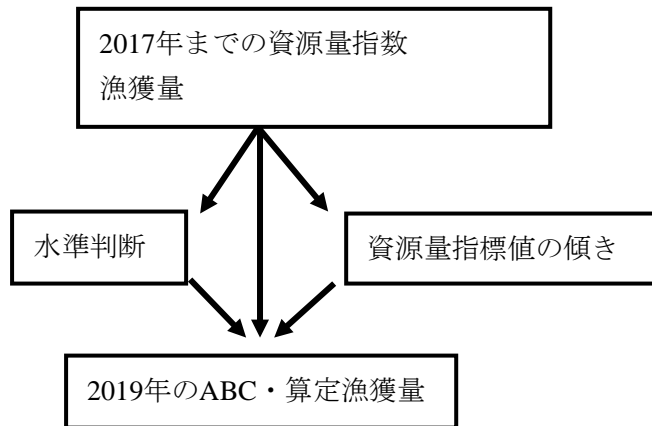 2017年までの資源量指数
漁獲量
水準判断
資源量指標値の傾き
2019年のABC・算定漁獲量